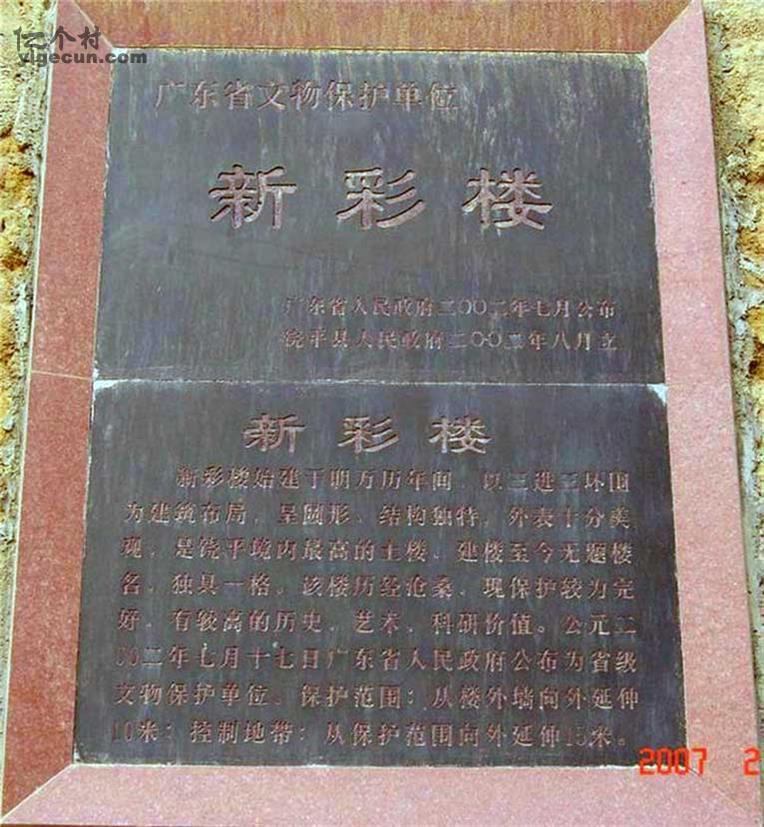 亿个村
yigecun.com
广东省文物保护单位
新彩楼
广东省人民政府二〇〇二年七月公布
饶平县人民政府二〇〇二年八月立
新彩楼
新彩楼始建于明万历年间，以三进三环围
为建筑布局，呈圆形，结构独特，外表十分美
观，是饶平境内最高的土楼。建楼至今无题楼
名，独具一格。该楼历经沧桑，现保护较为完
好，有较高的历史、艺术、科研价值。公元二
〇〇二年七月十七日广东省人民政府公布为省级
文物保护单位。保护范围：从楼外墙向外延伸
10米；控制地带：从保护范围向外延伸15米。
2007 2